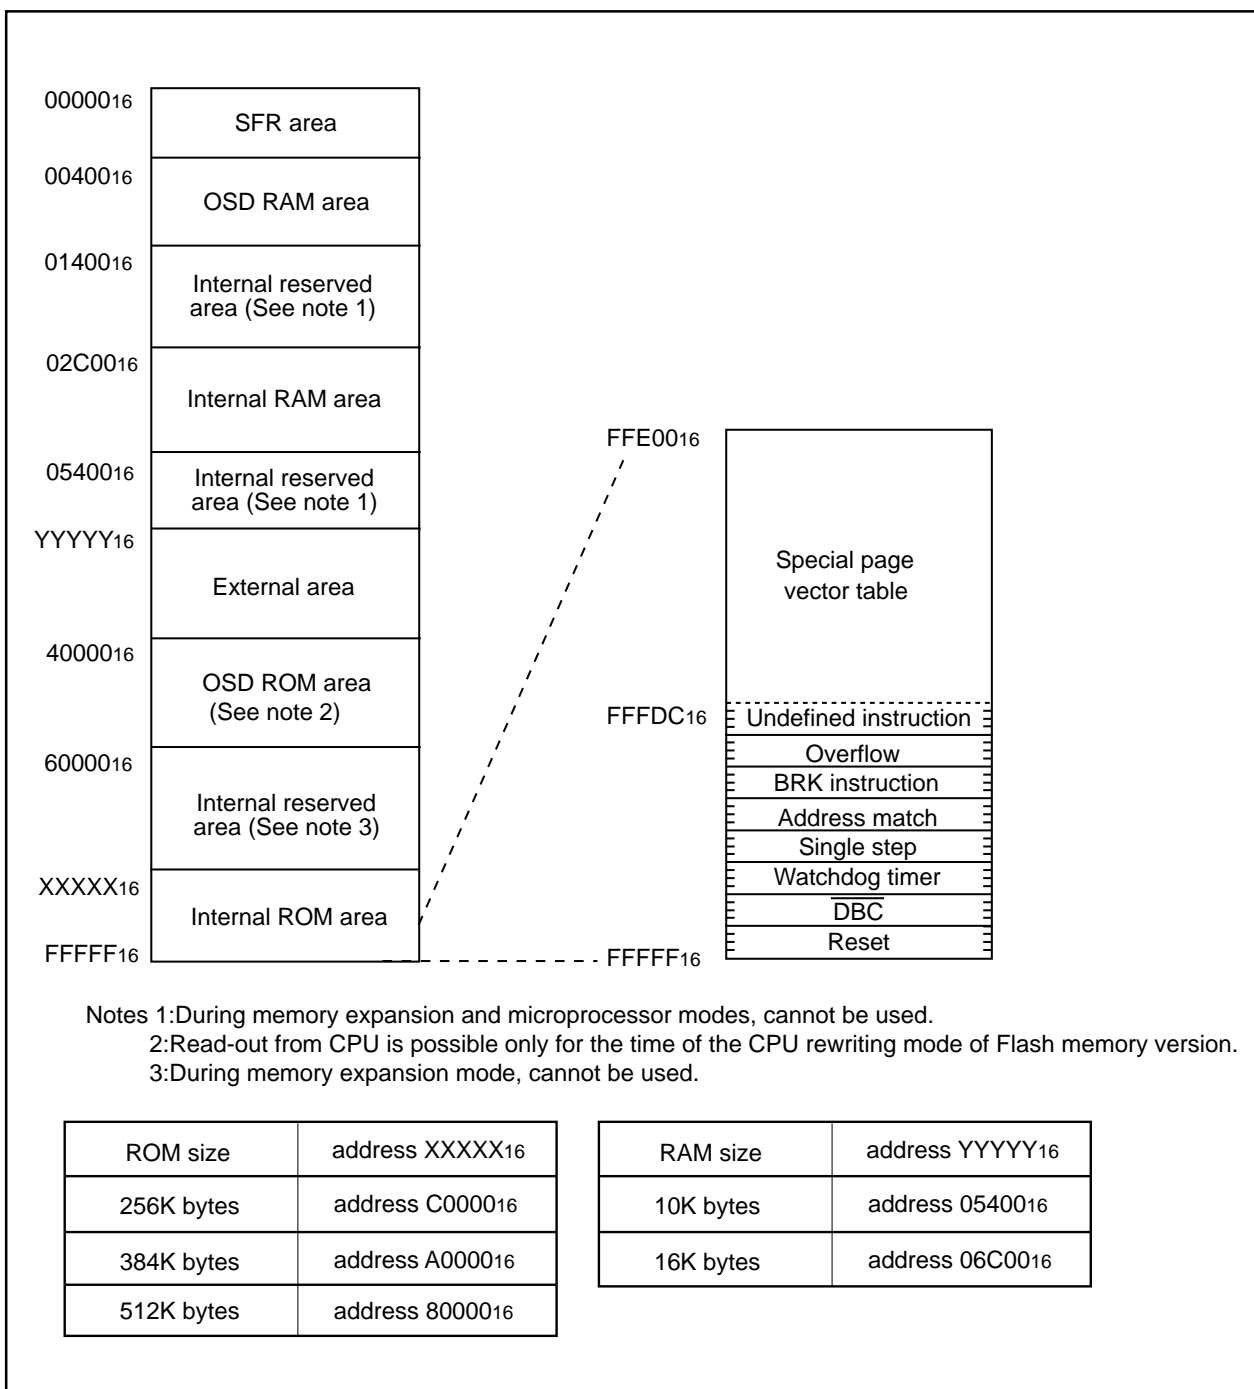 0000016
SFR area
0040016
OSD RAM area
0140016
Internal reserved
area (See note 1)
02C0016
Internal RAM area
0540016
Internal reserved
area (See note 1)
YYYYY16
External area
4000016
OSD ROM area
(See note 2)
6000016
Internal reserved
area (See note 3)
XXXXX16
Internal ROM area
FFFFF16
FFE0016
Special page
vector table
FFFDC16
Undefined instruction
Overflow
BRK instruction
Address match
Single step
Watchdog timer
DBC
Reset
FFFFF16
Notes 1:During memory expansion and microprocessor modes, cannot be used.
2:Read-out from CPU is possible only for the time of the CPU rewriting mode of Flash memory version.
3:During memory expansion mode, cannot be used.
ROM size address XXXXX16
256K bytes address C000016
384K bytes address A000016
512K bytes address 8000016
RAM size address YYYYY16
10K bytes address 0540016
16K bytes address 06C0016